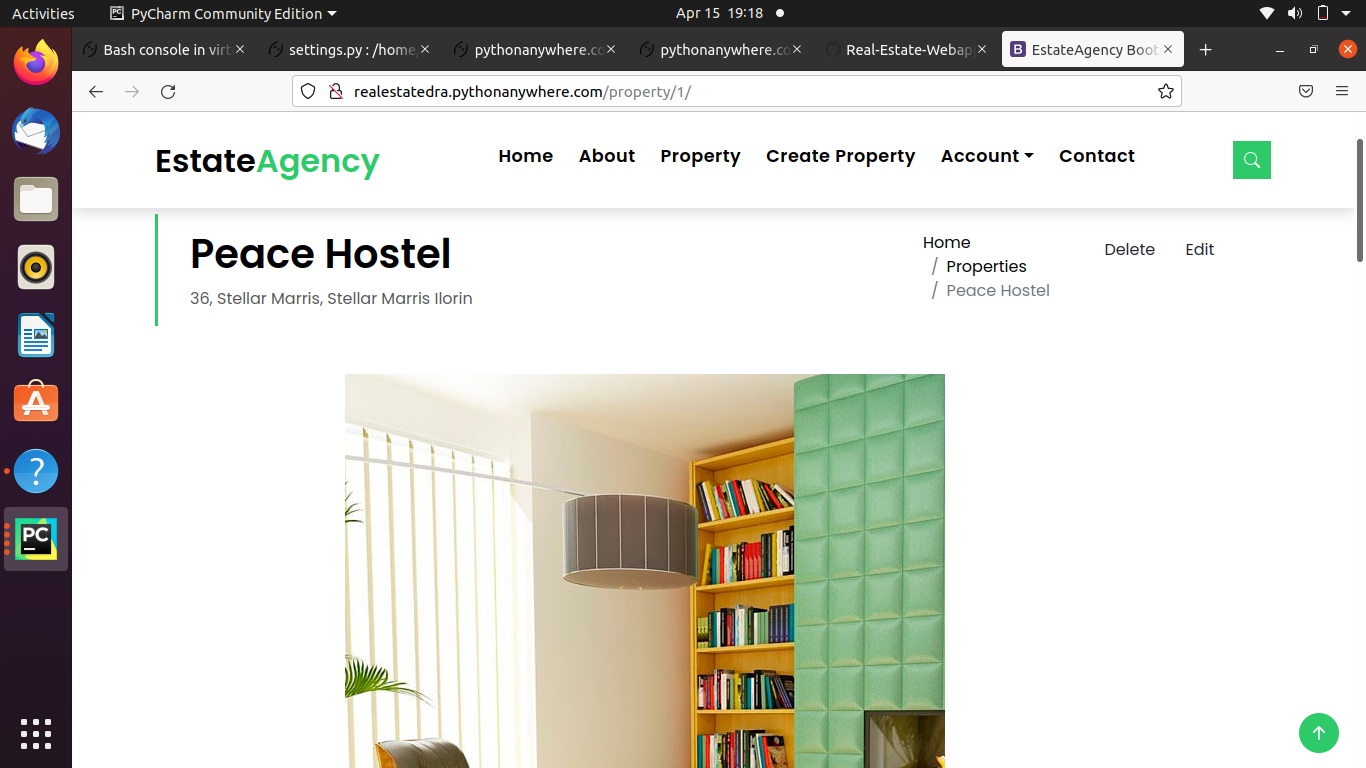 Activities PyCharm Community Edition Apr 15 19:18
Bash console in virt settings.py : /home/ pythonanywhere.co pythonanywhere.co Real-Estate-Webap EstateAgency Boots
realestatedra.pythonanywhere.com/property/1/
EstateAgency Home About Property Create Property Account Contact
Peace Hostel
36, Stellar Marris, Stellar Marris Ilorin
Home
/ Properties
/ Peace Hostel
Delete Edit
PC